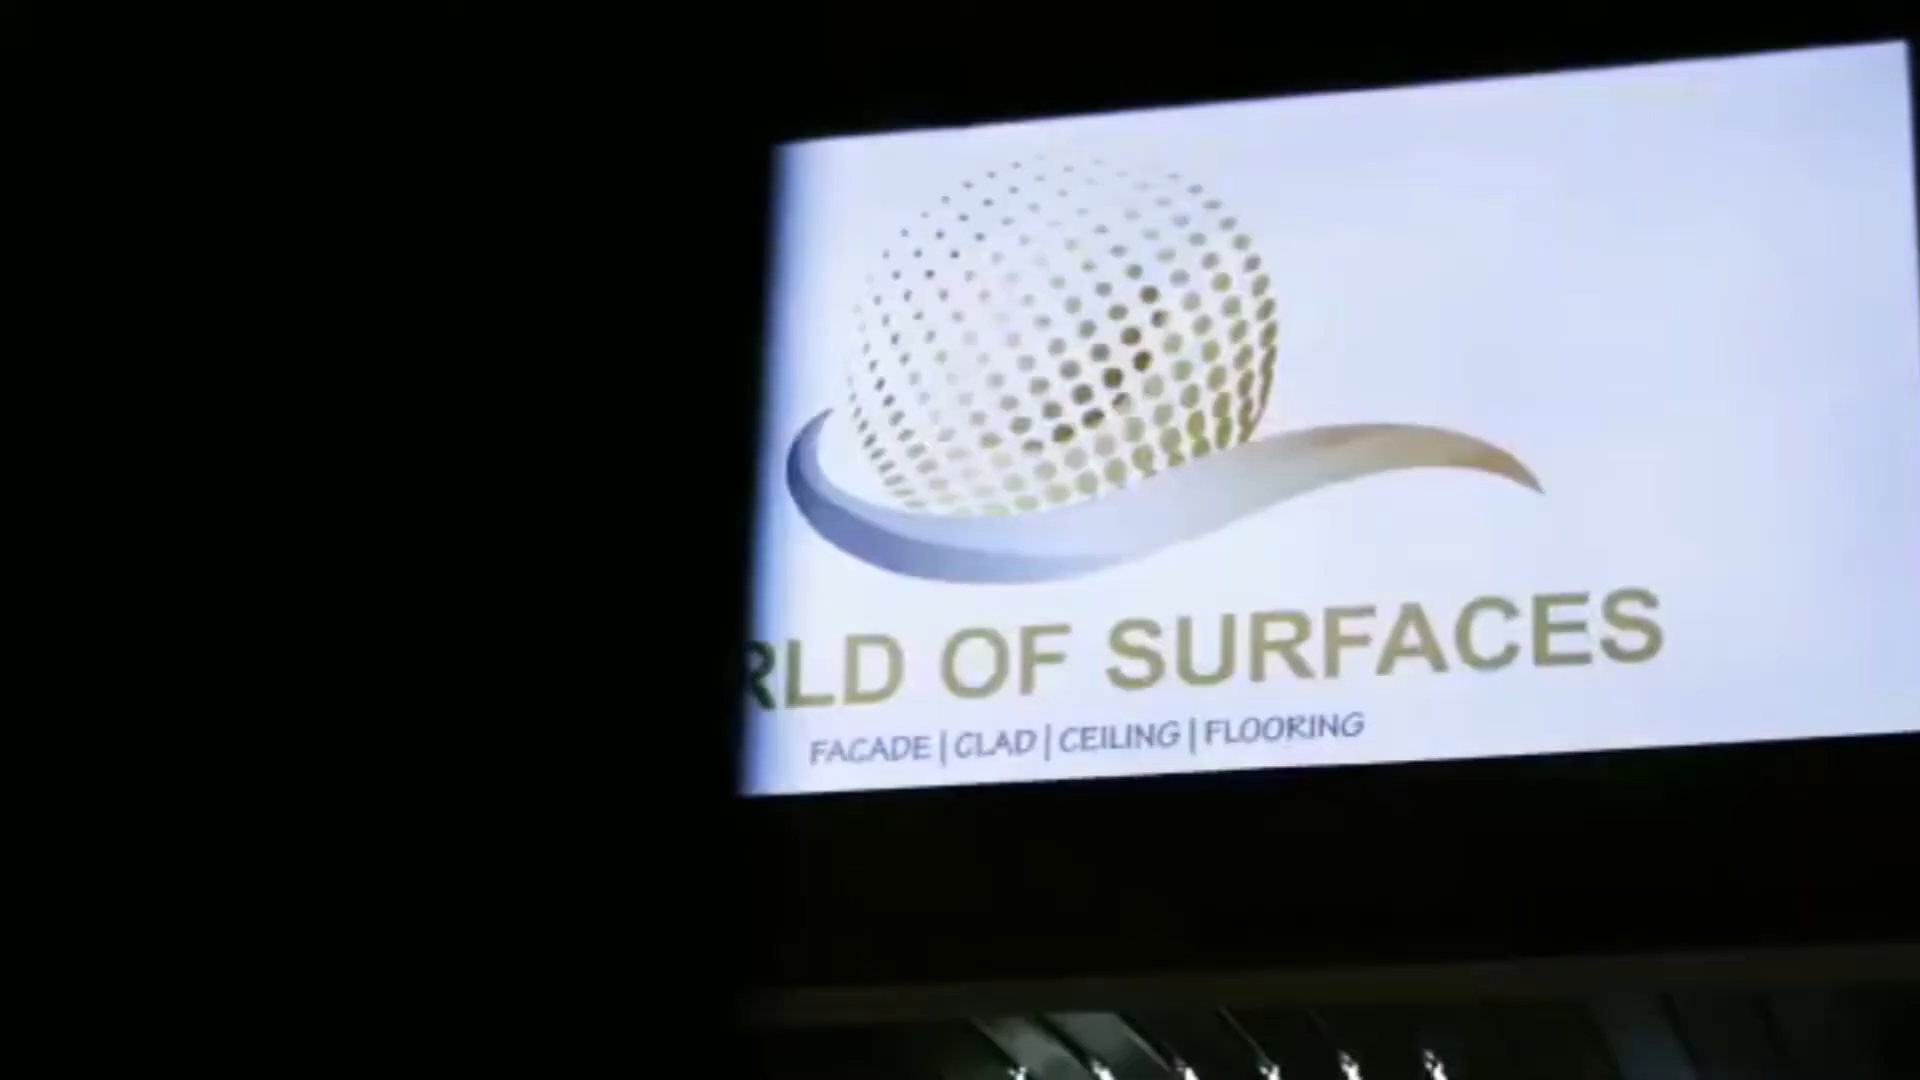 RLD OF SURFACES
FACADE | CLAD | CEILING | FLOORING